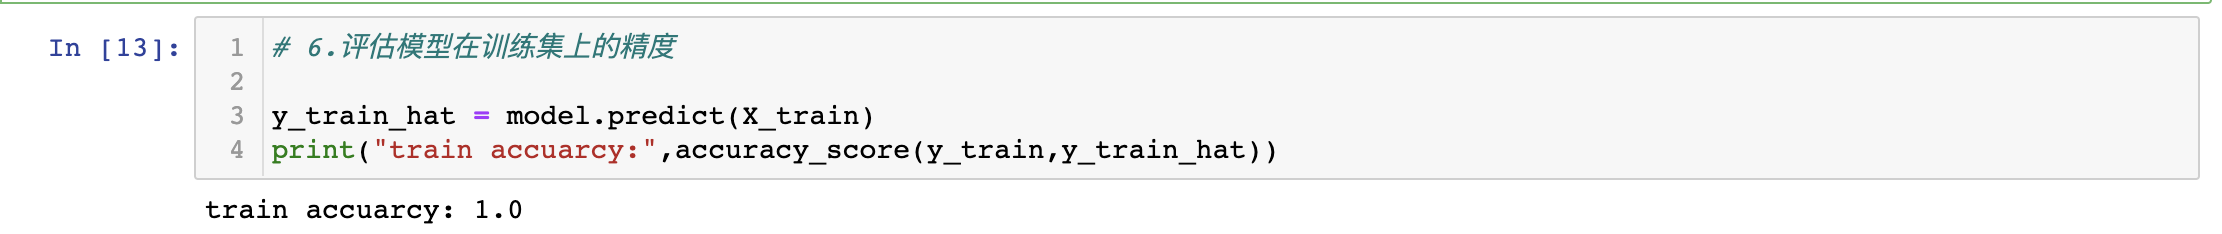 In [13]:
1 # 6.评估模型在训练集上的精度
2
3 y_train_hat = model.predict(X_train)
4 print("train accuarcy:",accuracy_score(y_train,y_train_hat))
train accuarcy: 1.0